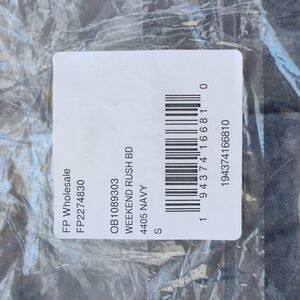 FP Wholesale
FP2274830
OB1089303
WEEKEND RUSH BD
4405 NAVY
S
1 94374 16681 0
194374166810